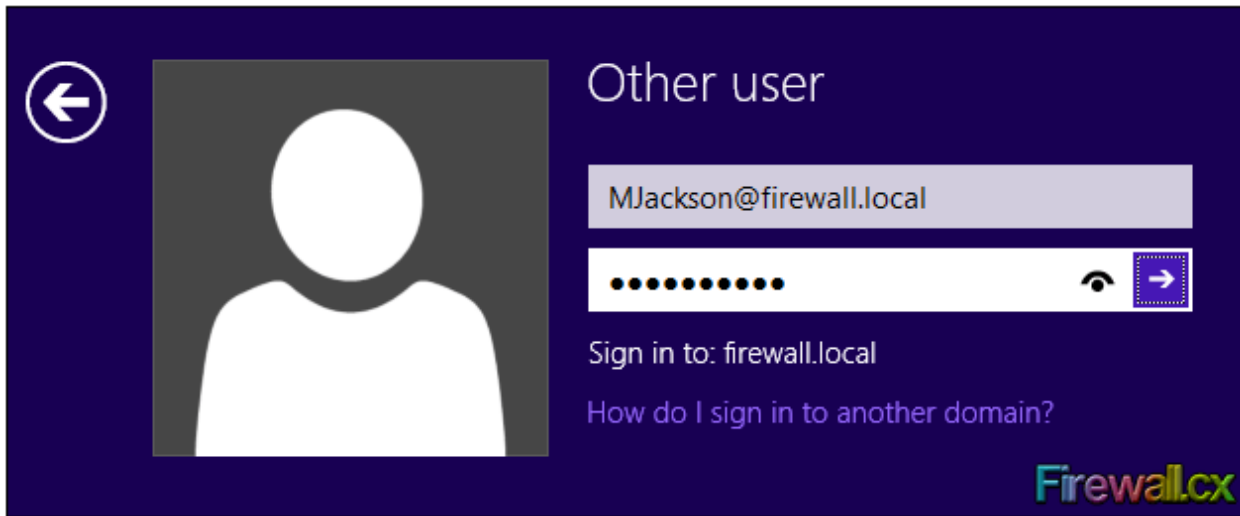 Other user
MJackson@firewall.local
••••••••••
Sign in to: firewall.local
How do I sign in to another domain?
Firewall.cx